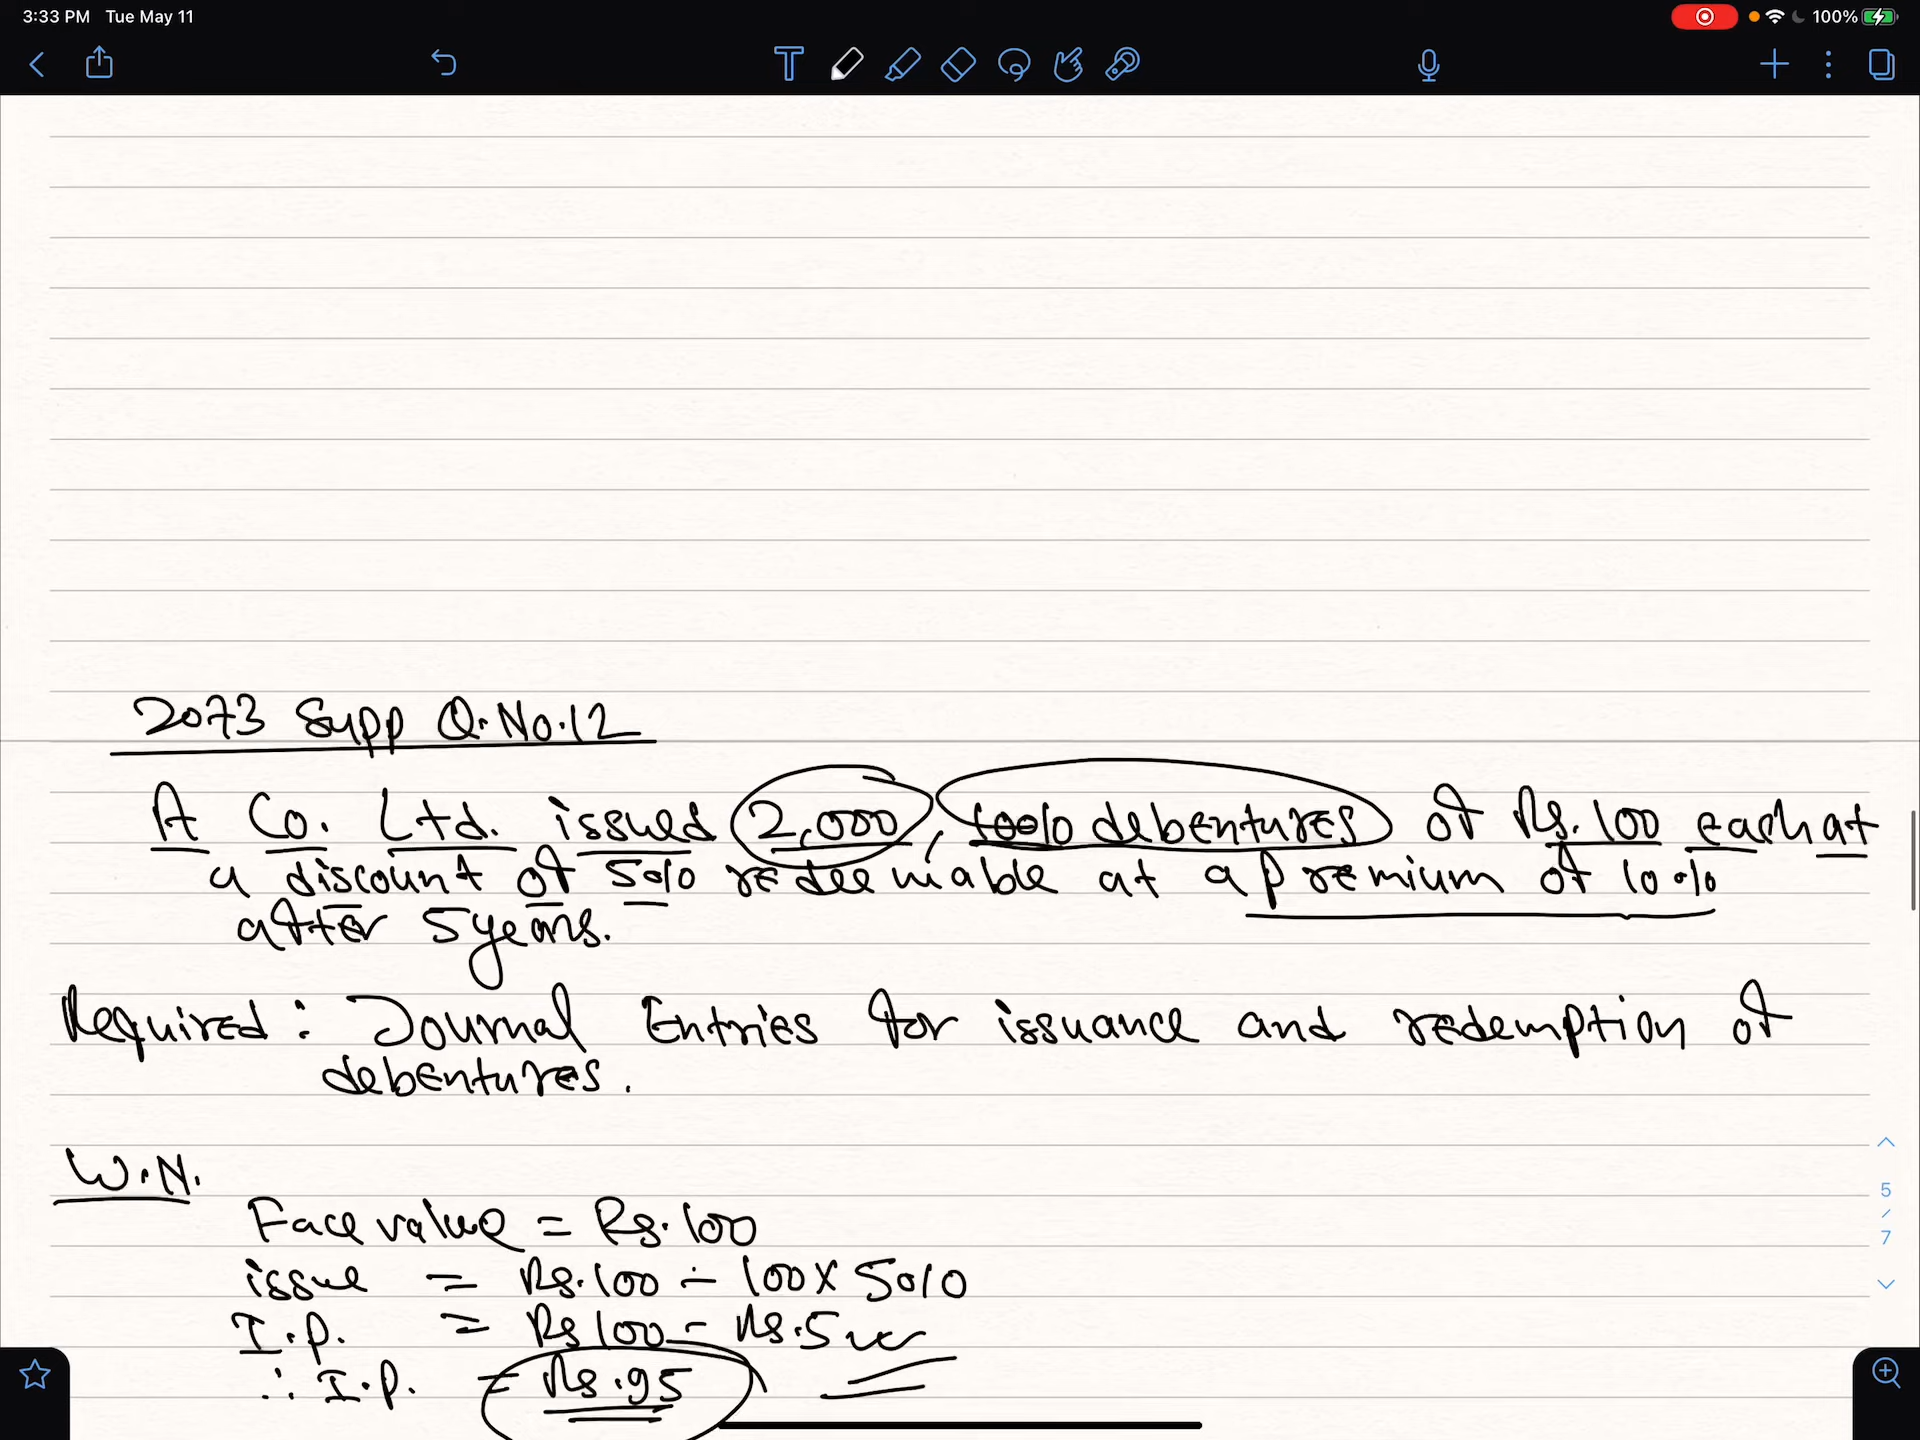 3:33 PM Tue May 11
100%
T
2073 Supp Q.No.12
A Co. Ltd. issued 2,000, 10% debentures of Rs. 100 each at
a discount of 5% redeemable at a premium of 10%
after 5 years.
Required: Journal Entries for issuance and redemption of
debentures.
W.N.
Face value = Rs. 100
issue = Rs. 100 - 100 X 5%
I.P. = Rs 100 - Rs. 5
∴ I.P. = Rs. 95
5
/
7